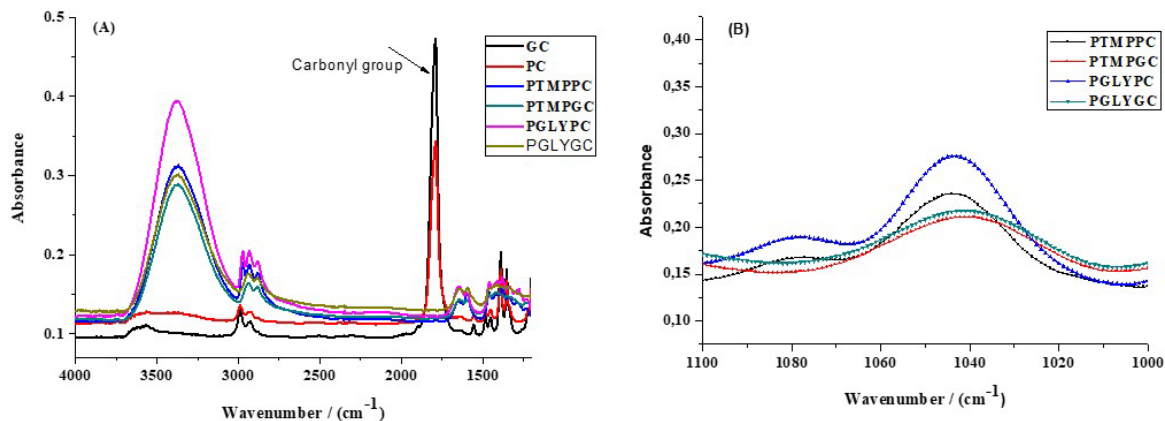 (A)
GC
PC
PTMPPC
PTMPGC
PGLYPC
PGLYGC
Carbonyl group
0.5
0.4
0.3
0.2
0.1
Absorbance
4000 3500 3000 2500 2000 1500
Wavenumber / (cm-1)
(B)
PTMPPC
PTMPGC
PGLYPC
PGLYGC
0,40
0,35
0,30
0,25
0,20
0,15
0,10
Absorbance
1100 1080 1060 1040 1020 1000
Wavenumber / (cm-1)